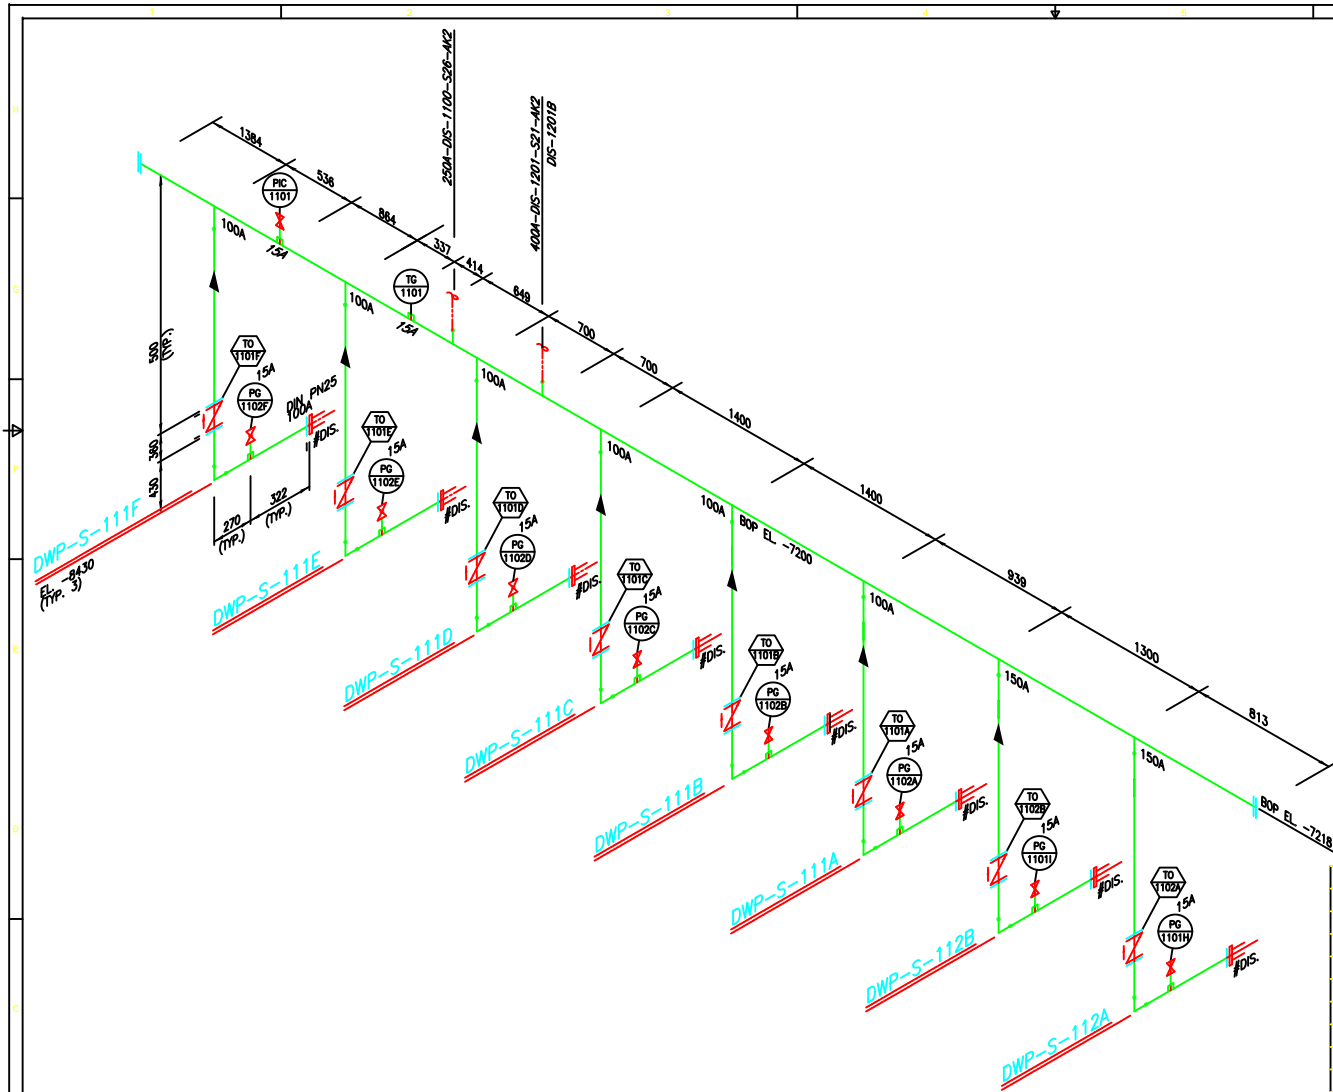 1
2
3
4
5
H
G
F
E
D
C
250A-DIS-1100-S26-AK2
400A-DIS-1201-S21-AK2
DIS-1201B
1384
536
864
337
414
649
700
700
1400
1400
939
1300
813
PIC
1101
15A
TG
1101
15A
100A
100A
100A
100A
100A
100A
150A
150A
BOP EL. -7200
BOP EL. -7218
500
(TYP.)
360
430
270
(TYP.)
322
(TYP.)
TO
1101F
15A
PG
1102F
DIN PN25
100A
#DIS.
DWP-S-111F
EL. -8430
(TYP. 3)
TO
1101E
15A
PG
1102E
#DIS.
DWP-S-111E
TO
1101D
15A
PG
1102D
#DIS.
DWP-S-111D
TO
1101C
15A
PG
1102C
#DIS.
DWP-S-111C
TO
1101B
15A
PG
1102B
#DIS.
DWP-S-111B
TO
1101A
15A
PG
1102A
#DIS.
DWP-S-111A
TO
1102B
15A
PG
1101I
#DIS.
DWP-S-112B
TO
1102A
15A
PG
1101H
#DIS.
DWP-S-112A